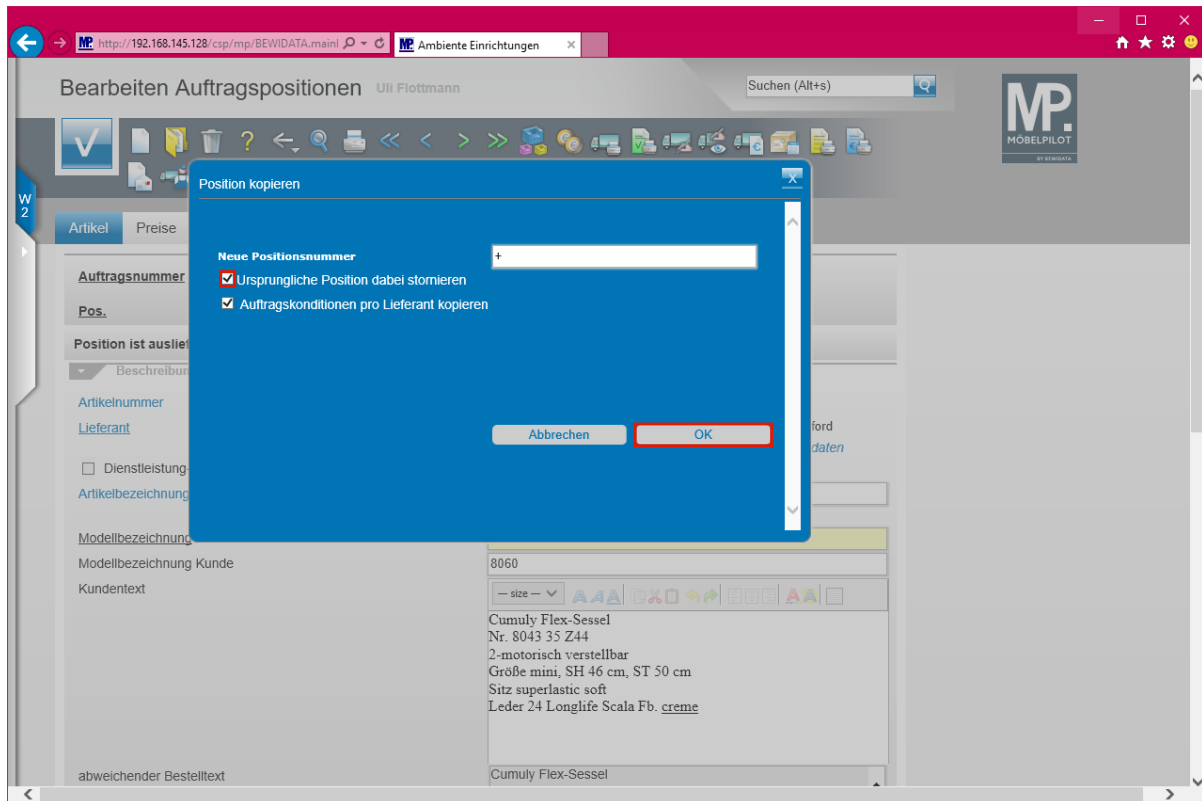 http://192.168.145.128/csp/mp/BEWIDATA.mainl
MP. Ambiente Einrichtungen
Bearbeiten Auftragspositionen Uli Flottmann
Suchen (Alt+s)
MP.
MÖBELPILOT
BY BEWIDATA
W
2
Position kopieren
X
Artikel Preise
Neue Positionsnummer +
Ursprungliche Position dabei stornieren
Auftragskonditionen pro Lieferant kopieren
Auftragsnummer
Pos.
Position ist auslief
Beschreibun
Artikelnummer
Lieferant
ford
daten
Abbrechen OK
Dienstleistung-
Artikelbezeichnung
Modellbezeichnung
Modellbezeichnung Kunde 8060
Kundentext
— size —
Cumuly Flex-Sessel
Nr. 8043 35 Z44
2-motorisch verstellbar
Größe mini, SH 46 cm, ST 50 cm
Sitz superlastic soft
Leder 24 Longlife Scala Fb. creme
abweichender Bestelltext Cumuly Flex-Sessel